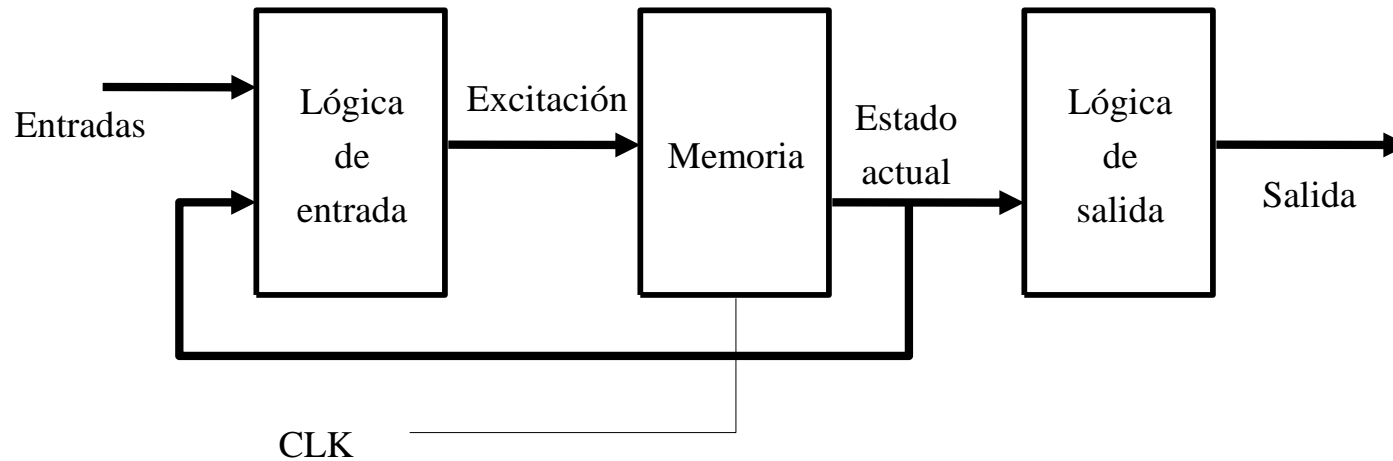 Entradas
Lógica
de
entrada
Excitación
Memoria
Estado
actual
Lógica
de
salida
Salida
CLK